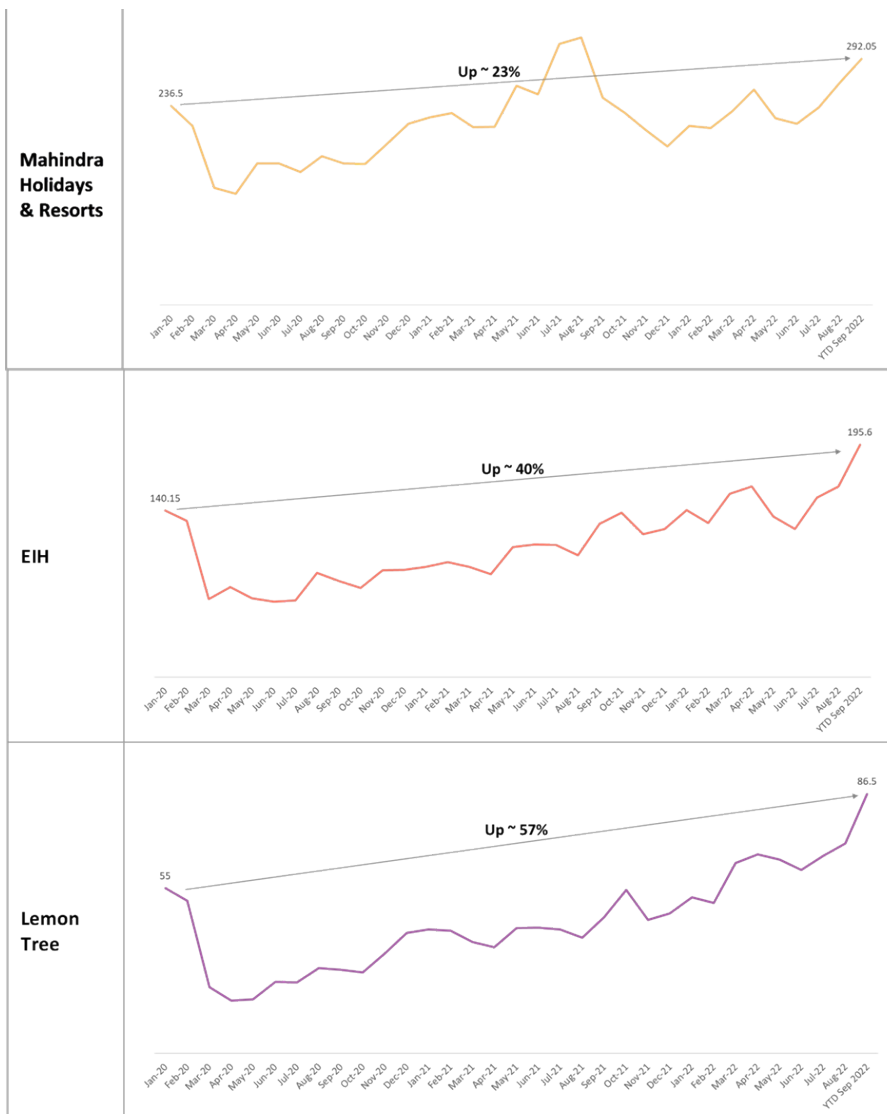 Mahindra
Holidays
& Resorts
Up ~ 23%
236.5
292.05
Jan-20
Feb-20
Mar-20
Apr-20
May-20
Jun-20
Jul-20
Aug-20
Sep-20
Oct-20
Nov-20
Dec-20
Jan-21
Feb-21
Mar-21
Apr-21
May-21
Jun-21
Jul-21
Aug-21
Sep-21
Oct-21
Nov-21
Dec-21
Jan-22
Feb-22
Mar-22
Apr-22
May-22
Jun-22
Jul-22
Aug-22
YTD Sep 2022
EIH
Up ~ 40%
140.15
195.6
Jan-20
Feb-20
Mar-20
Apr-20
May-20
Jun-20
Jul-20
Aug-20
Sep-20
Oct-20
Nov-20
Dec-20
Jan-21
Feb-21
Mar-21
Apr-21
May-21
Jun-21
Jul-21
Aug-21
Sep-21
Oct-21
Nov-21
Dec-21
Jan-22
Feb-22
Mar-22
Apr-22
May-22
Jun-22
Jul-22
Aug-22
YTD Sep 2022
Lemon
Tree
Up ~ 57%
55
86.5
Jan-20
Feb-20
Mar-20
Apr-20
May-20
Jun-20
Jul-20
Aug-20
Sep-20
Oct-20
Nov-20
Dec-20
Jan-21
Feb-21
Mar-21
Apr-21
May-21
Jun-21
Jul-21
Aug-21
Sep-21
Oct-21
Nov-21
Dec-21
Jan-22
Feb-22
Mar-22
Apr-22
May-22
Jun-22
Jul-22
Aug-22
YTD Sep 2022